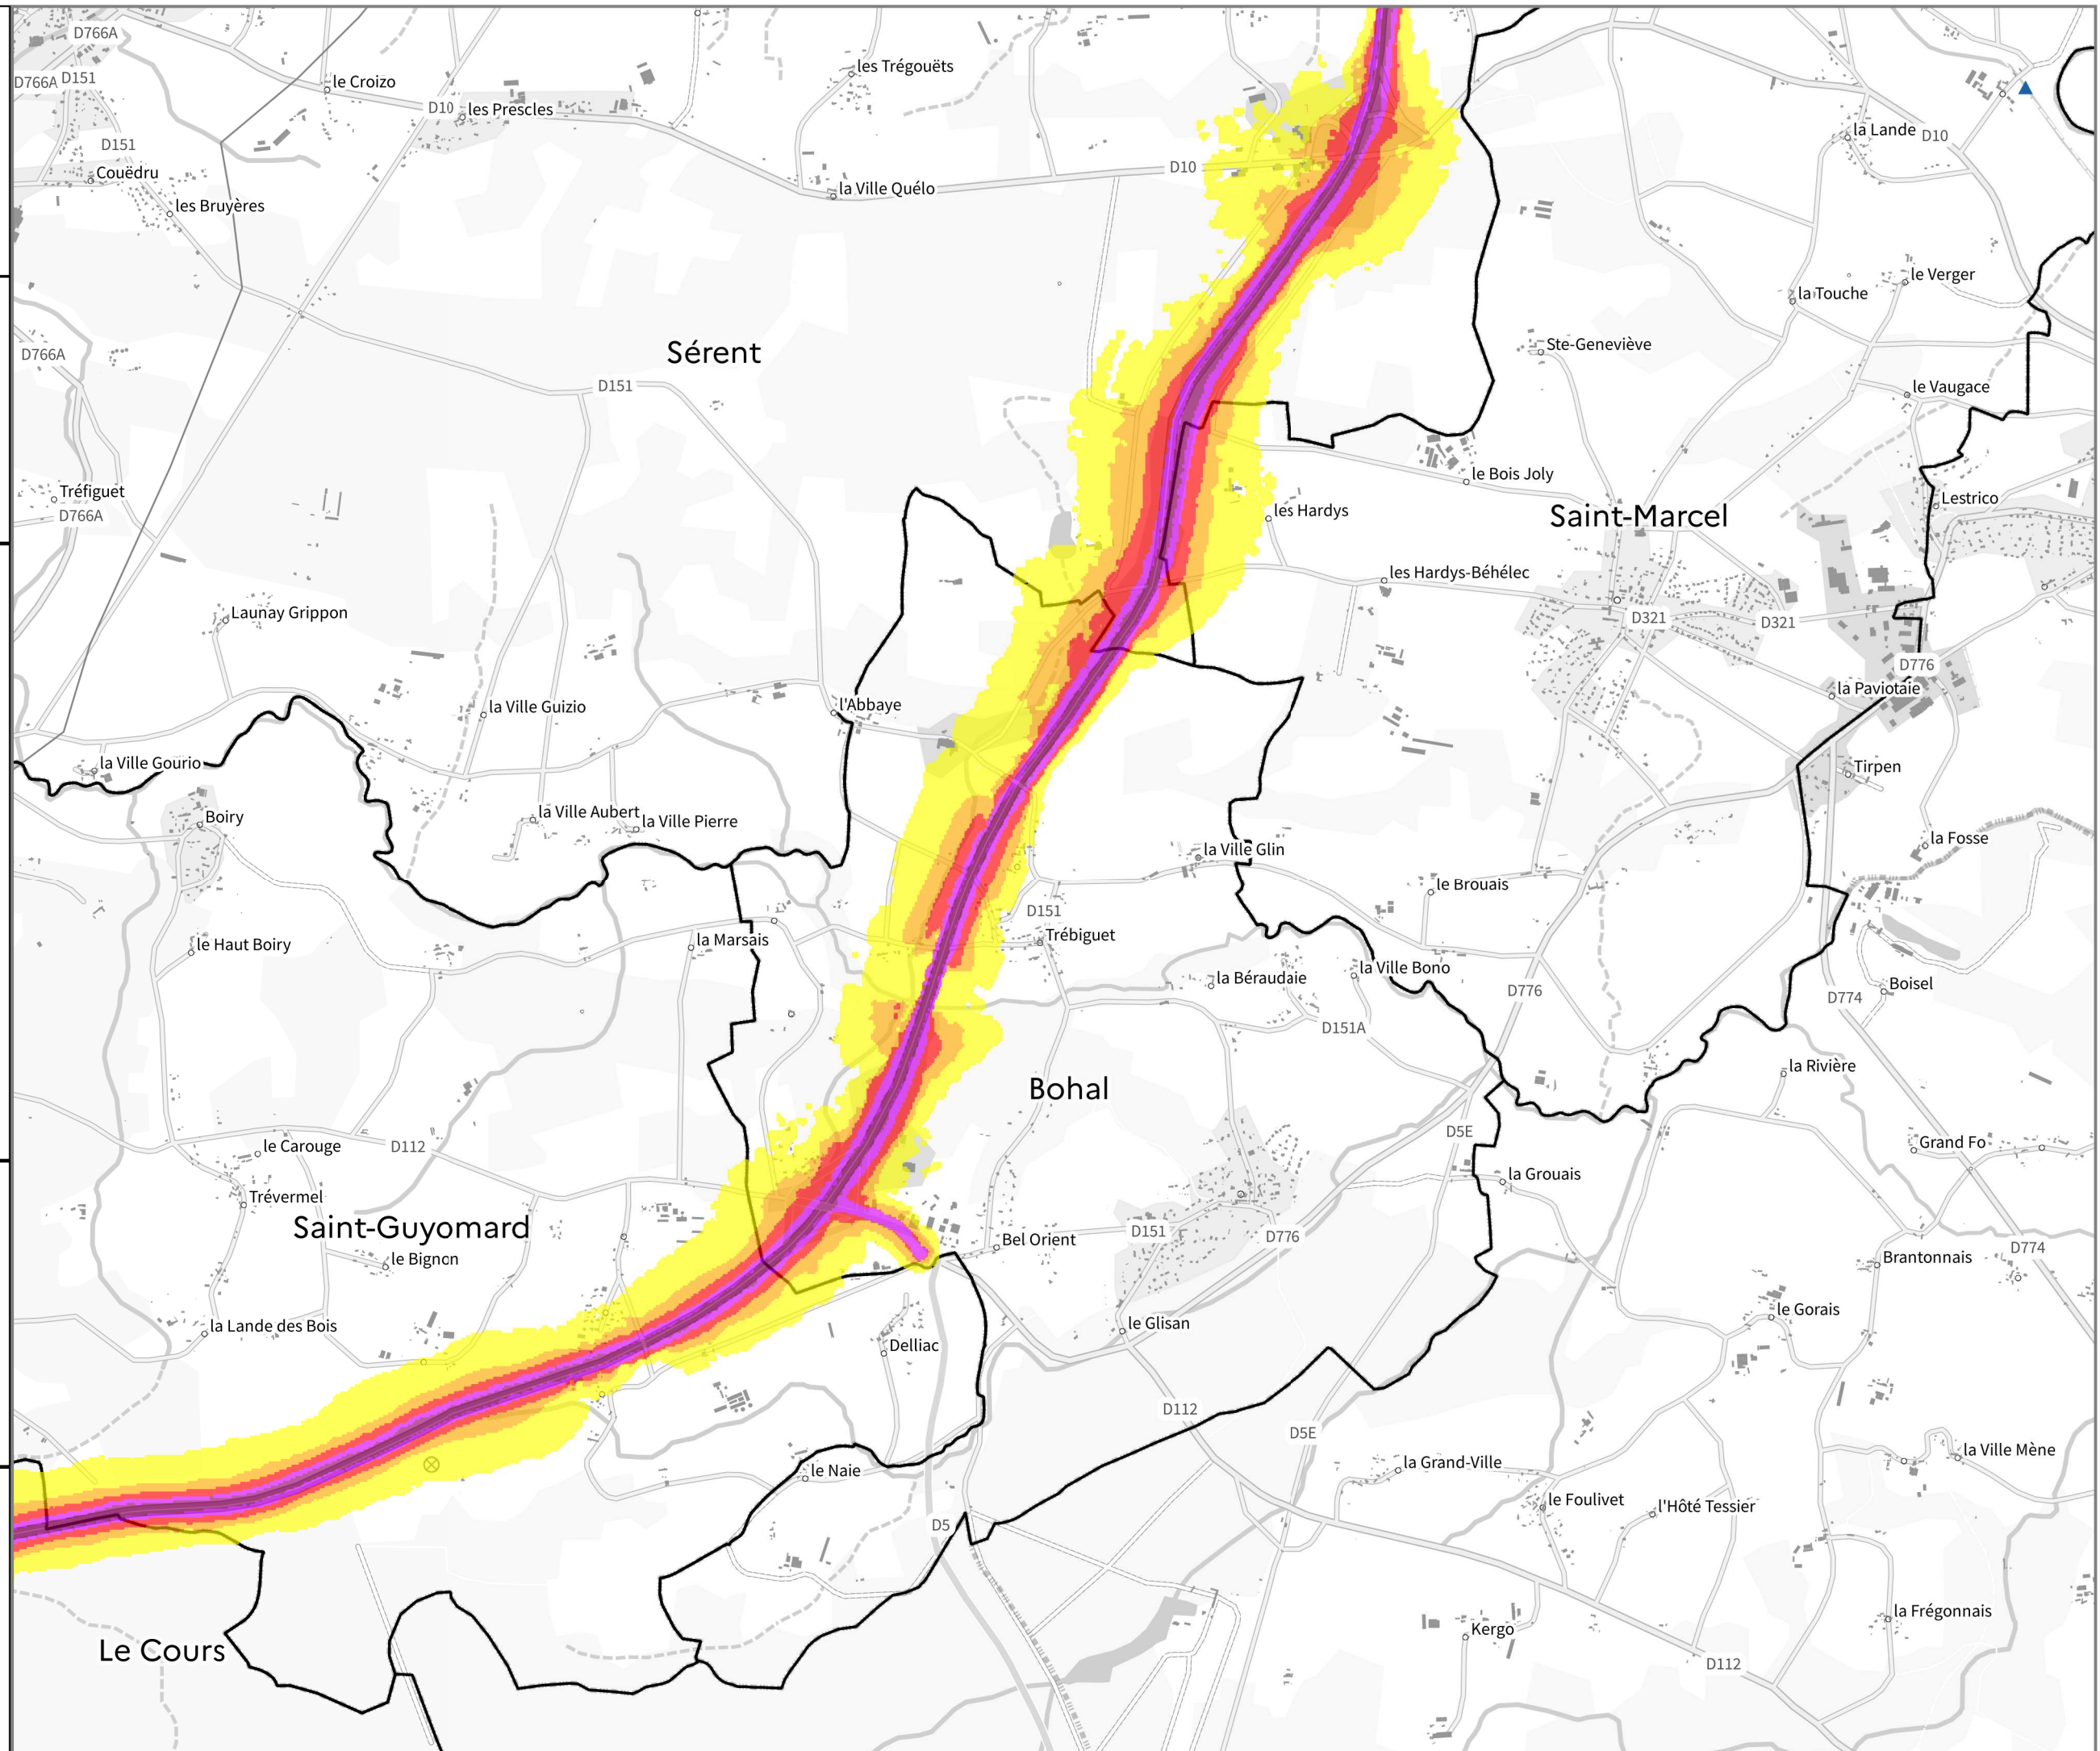 D766A
les Trégouëts
D766A
D151
le Croizo
D10
les Prescles
la Lande
D10
D151
Couëdru
D10
la Ville Quélo
les Bruyères
le Verger
la Touche
D766A
Sérent
Ste-Geneviève
D151
le Vaugace
le Bois Joly
Tréfiguet
D766A
les Hardys
Saint-Marcel
Lestrico
les Hardys-Béhélec
Launay Grippon
D321
D321
D776
la Paviotaie
la Ville Guizio
l'Abbaye
la Ville Gourio
Tirpen
Boiry
la Ville Aubert
la Ville Pierre
la Fosse
la Ville Glin
le Brouais
D151
Trébiguet
le Haut Boiry
la Marsais
la Béraudaie
la Ville Bono
D776
Boisel
D774
D151A
Bohal
la Rivière
D5E
Grand Fo
le Carouge
D112
la Grouais
Trévermel
Saint-Guyomard
D151
D776
Bel Orient
le Bignon
Brantonnais
D774
la Lande des Bois
le Glisan
le Gorais
Delliac
D112
D5E
le Naie
la Grand-Ville
la Ville Mène
le Foulivet
l'Hôté Tessier
D5
la Frégonnais
Kergo
Le Cours
D112